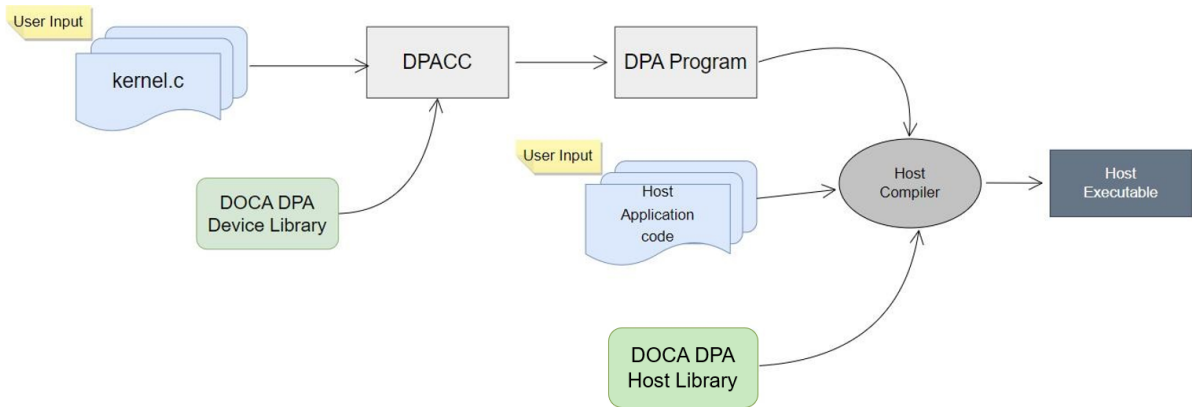 User Input
kernel.c
DPACC
DPA Program
DOCA DPA
Device Library
User Input
Host
Application
code
Host
Compiler
Host
Executable
DOCA DPA
Host Library